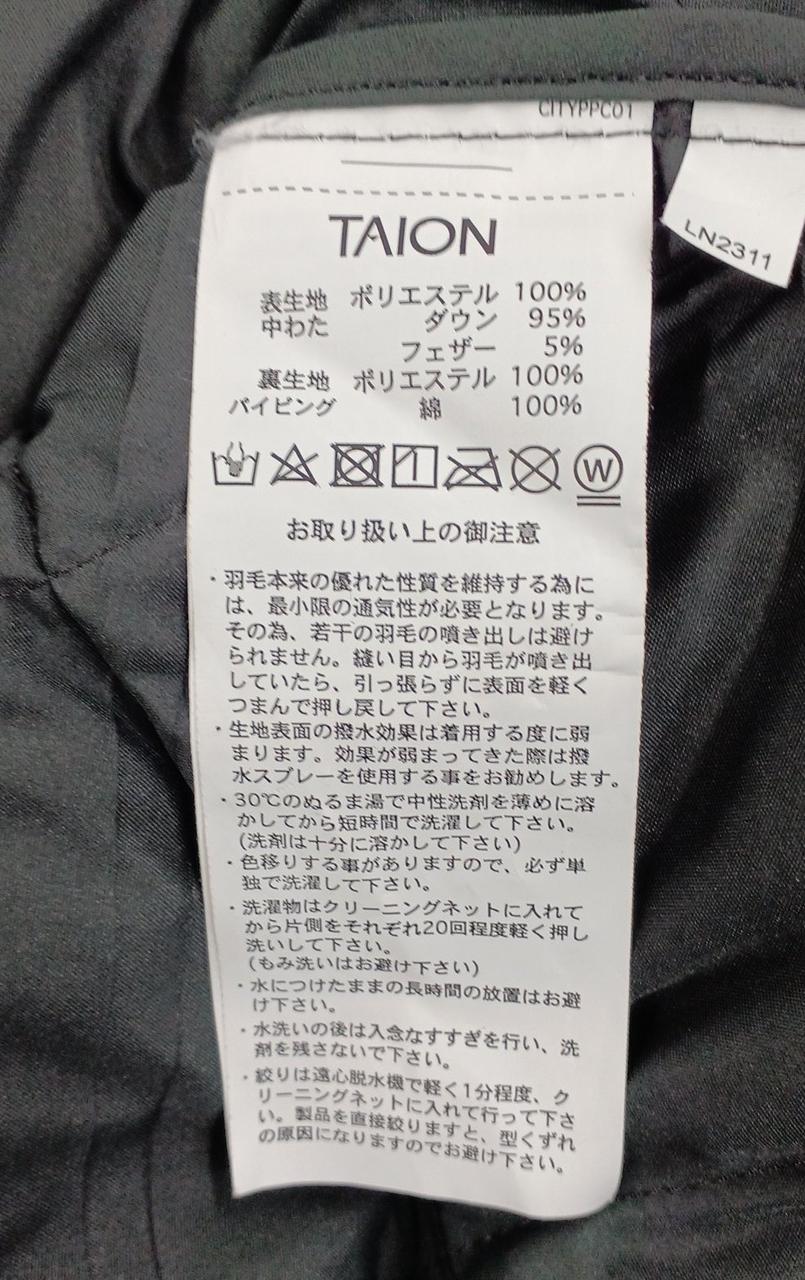 CITYPPC01
LN2311
TAION
表生地 ポリエステル 100%
中わた ダウン 95%
フェザー 5%
裏生地 ポリエステル 100%
パイピング 綿 100%
W
お取り扱い上の御注意
・羽毛本来の優れた性質を維持する為に
は、最小限の通気性が必要となります。
その為、若干の羽毛の噴き出しは避け
られません。縫い目から羽毛が噴き出
していたら、引っ張らずに表面を軽く
つまんで押し戻して下さい。
・生地表面の撥水効果は着用する度に弱
まります。効果が弱まってきた際は撥
水スプレーを使用する事をお勧めします。
・30℃のぬるま湯で中性洗剤を薄めに溶
かしてから短時間で洗濯して下さい。
(洗剤は十分に溶かして下さい)
・色移りする事がありますので、必ず単
独で洗濯して下さい。
・洗濯物はクリーニングネットに入れて
から片側をそれぞれ20回程度軽く押し
洗いして下さい。
(もみ洗いはお避け下さい)
・水につけたままの長時間の放置はお避
け下さい。
・水洗いの後は入念なすすぎを行い、洗
剤を残さないで下さい。
・絞りは遠心脱水機で軽く1分程度、ク
リーニングネットに入れて行って下さ
い。製品を直接絞りますと、型くずれ
の原因になりますのでお避け下さい。